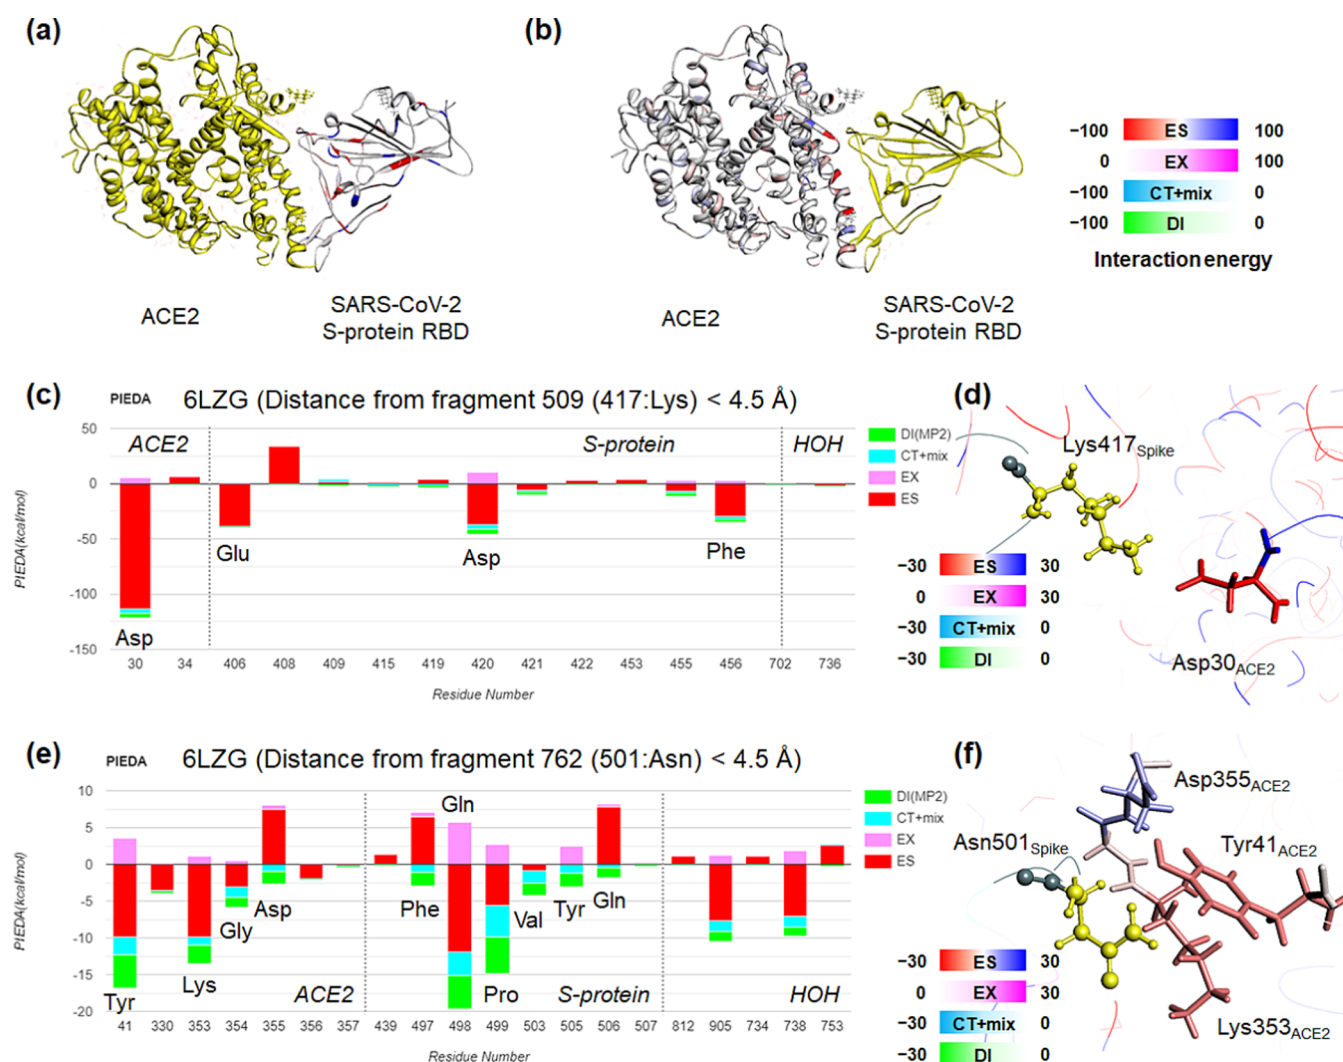 (a)
(b)
ACE2
SARS-CoV-2
S-protein RBD
ACE2
SARS-CoV-2
S-protein RBD
−100 ES 100
0 EX 100
−100 CT+mix 0
−100 DI 0
Interaction energy
(c)
PIEDA 6LZG (Distance from fragment 509 (417:Lys) < 4.5 Å)
50
0
-50
-100
-150
PIEDA(kcal/mol)
ACE2
S-protein
HOH
Asp
Glu
Asp
Phe
30 34 406 408 409 415 419 420 421 422 453 455 456 702 736
Residue Number
DI(MP2)
CT+mix
EX
ES
(d)
Lys417Spike
−30 ES 30
0 EX 30
−30 CT+mix 0
−30 DI 0
Asp30ACE2
(e)
PIEDA 6LZG (Distance from fragment 762 (501:Asn) < 4.5 Å)
10
5
0
-5
-10
-15
-20
PIEDA(kcal/mol)
Gln
Asp
Phe
Val
Tyr
Gln
Gly
Lys
Tyr
Pro
ACE2
S-protein
HOH
41 330 353 354 355 356 357 439 497 498 499 503 505 506 507 812 905 734 738 753
Residue Number
DI(MP2)
CT+mix
EX
ES
(f)
Asp355ACE2
Asn501Spike
Tyr41ACE2
−30 ES 30
0 EX 30
−30 CT+mix 0
−30 DI 0
Lys353ACE2